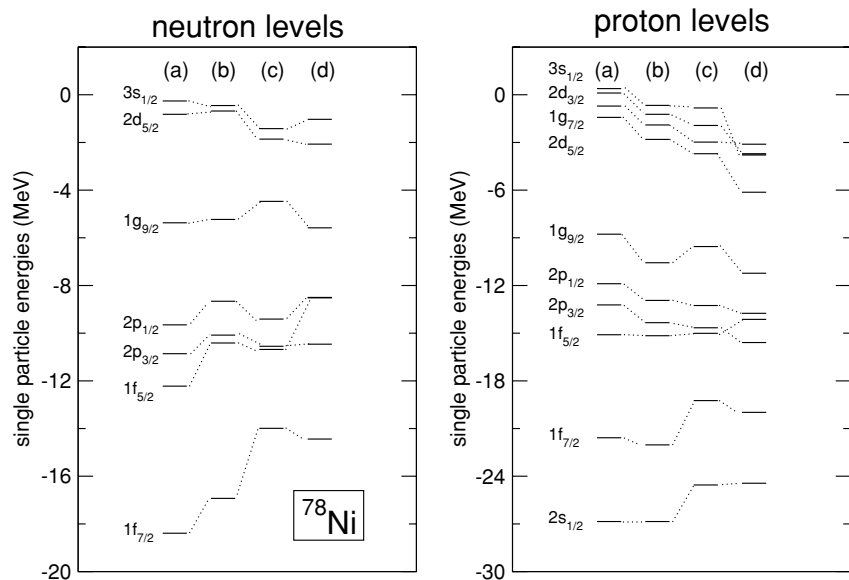 neutron levels
proton levels
single particle energies (MeV)
0
-4
-8
-12
-16
-20
(a) (b) (c) (d)
3s1/2
2d5/2
1g9/2
2p1/2
2p3/2
1f5/2
1f7/2
78Ni
single particle energies (MeV)
0
-6
-12
-18
-24
-30
(a) (b) (c) (d)
3s1/2
2d3/2
1g7/2
2d5/2
1g9/2
2p1/2
2p3/2
1f5/2
1f7/2
2s1/2